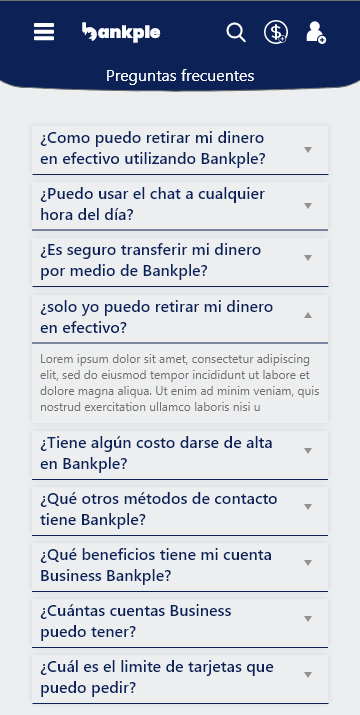 bankple
Preguntas frecuentes
¿Como puedo retirar mi dinero
en efectivo utilizando Bankple?
¿Puedo usar el chat a cualquier
hora del día?
¿Es seguro transferir mi dinero
por medio de Bankple?
¿solo yo puedo retirar mi dinero
en efectivo?
Lorem ipsum dolor sit amet, consectetur adipiscing
elit, sed do eiusmod tempor incididunt ut labore et
dolore magna aliqua. Ut enim ad minim veniam, quis
nostrud exercitation ullamco laboris nisi u
¿Tiene algún costo darse de alta
en Bankple?
¿Qué otros métodos de contacto
tiene Bankple?
¿Qué beneficios tiene mi cuenta
Business Bankple?
¿Cuántas cuentas Business
puedo tener?
¿Cuál es el limite de tarjetas que
puedo pedir?